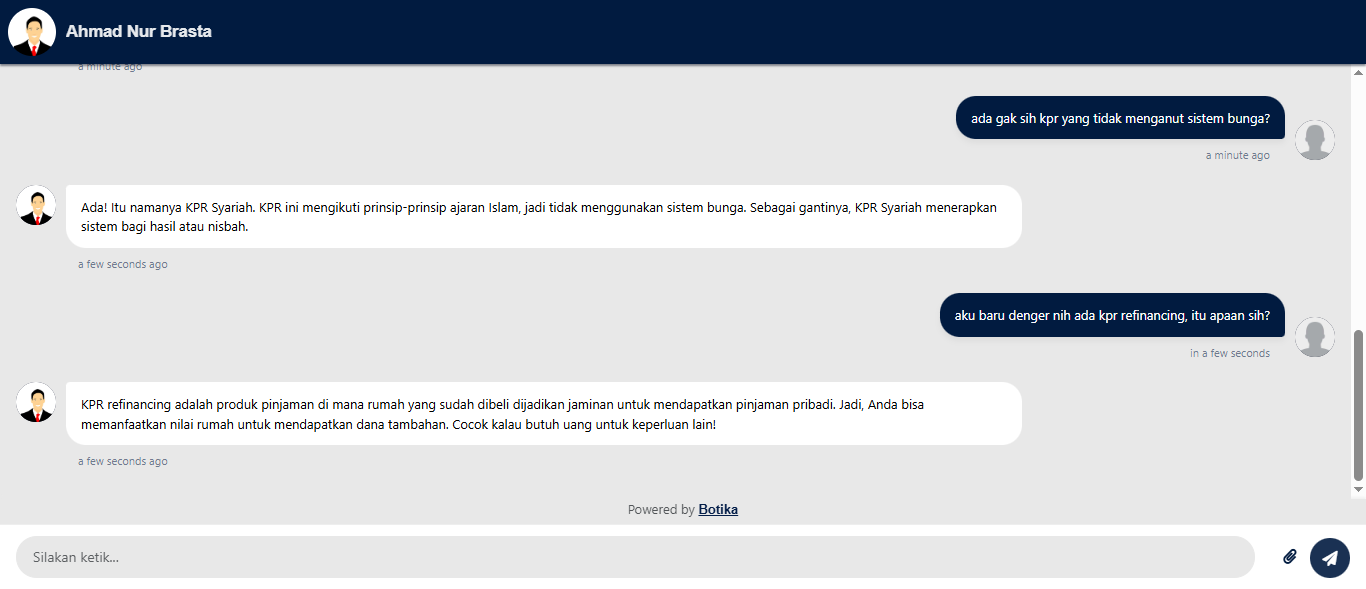 Ahmad Nur Brasta
a minute ago
ada gak sih kpr yang tidak menganut sistem bunga?
a minute ago
Ada! Itu namanya KPR Syariah. KPR ini mengikuti prinsip-prinsip ajaran Islam, jadi tidak menggunakan sistem bunga. Sebagai gantinya, KPR Syariah menerapkan
sistem bagi hasil atau nisbah.
a few seconds ago
aku baru denger nih ada kpr refinancing, itu apaan sih?
in a few seconds
KPR refinancing adalah produk pinjaman di mana rumah yang sudah dibeli dijadikan jaminan untuk mendapatkan pinjaman pribadi. Jadi, Anda bisa
memanfaatkan nilai rumah untuk mendapatkan dana tambahan. Cocok kalau butuh uang untuk keperluan lain!
a few seconds ago
Powered by Botika
Silakan ketik...